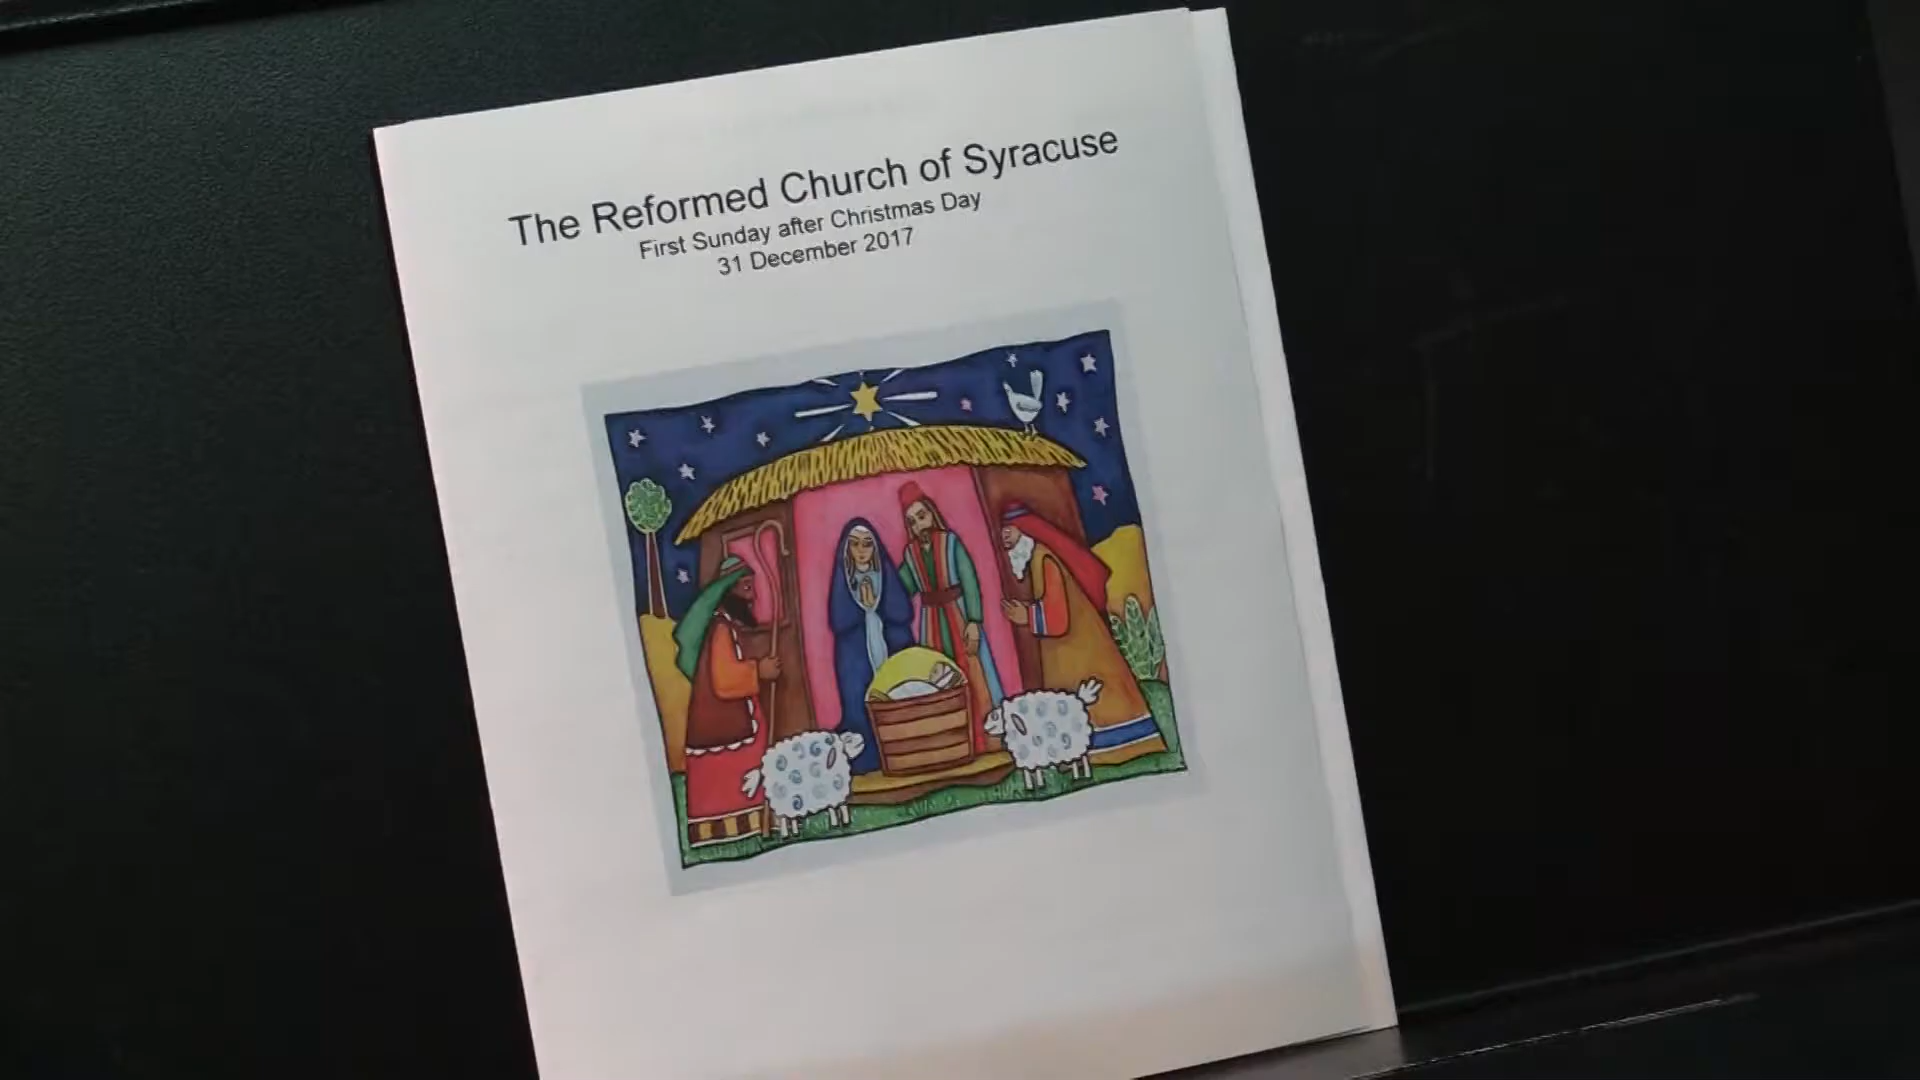 The Reformed Church of Syracuse
First Sunday after Christmas Day
31 December 2017